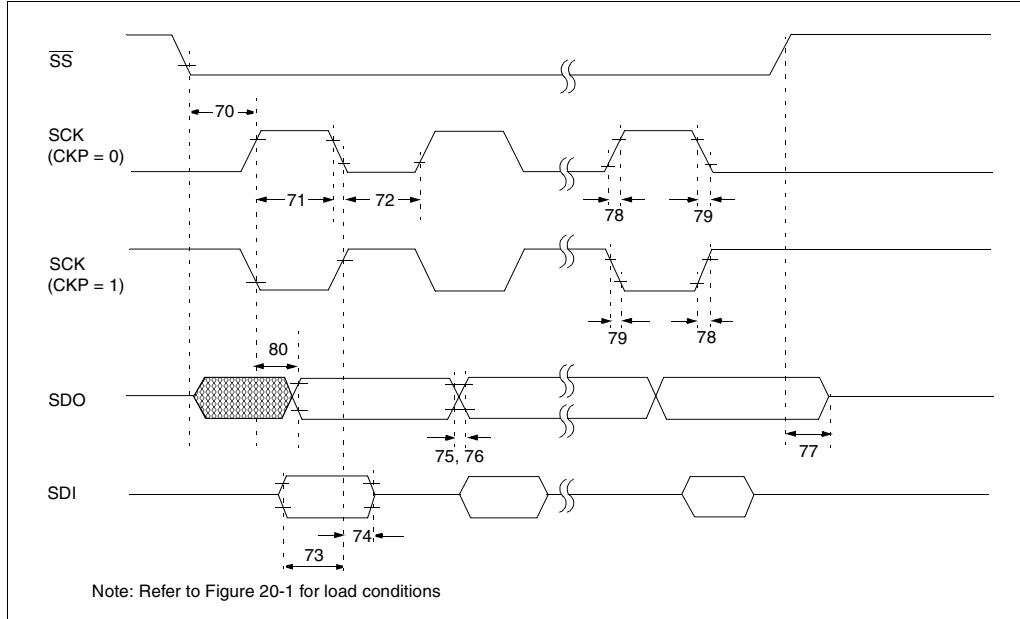 SS
70
SCK
(CKP = 0)
71
72
78
79
SCK
(CKP = 1)
79
78
80
SDO
75, 76
77
SDI
74
73
Note: Refer to Figure 20-1 for load conditions